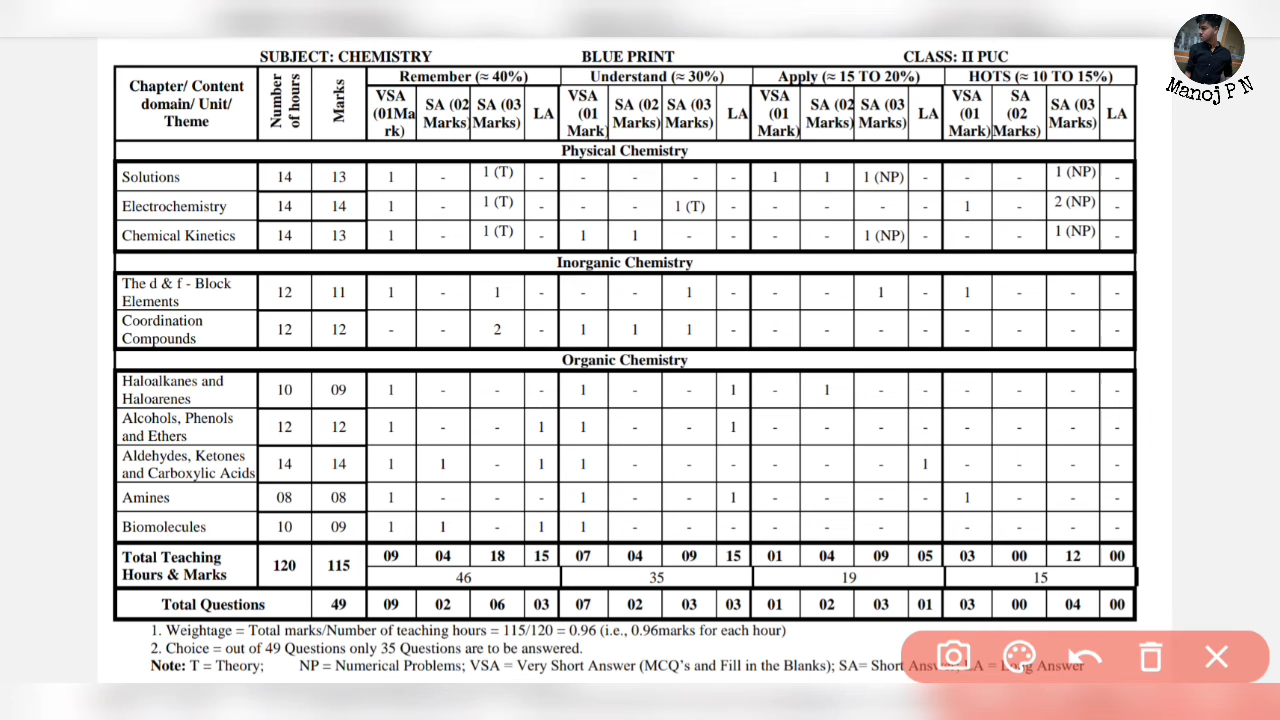 SUBJECT: CHEMISTRY BLUE PRINT CLASS: II PUC
Manoj P N
Chapter/ Content domain/ Unit/ Theme Number of hours Marks Remember (≈ 40%) Understand (≈ 30%) Apply (≈ 15 TO 20%) HOTS (≈ 10 TO 15%)
VSA (01Mark) SA (02 Marks) SA (03 Marks) LA VSA (01 Mark) SA (02 Marks) SA (03 Marks) LA VSA (01 Mark) SA (02 Marks) SA (03 Marks) LA VSA (01 Mark) SA (02 Marks) SA (03 Marks) LA
Physical Chemistry
Solutions 14 13 1 - 1 (T) - - - - - 1 1 1 (NP) - - - 1 (NP) -
Electrochemistry 14 14 1 - 1 (T) - - - 1 (T) - - - - - 1 - 2 (NP) -
Chemical Kinetics 14 13 1 - 1 (T) - 1 1 - - - - 1 (NP) - - - 1 (NP) -
Inorganic Chemistry
The d & f - Block Elements 12 11 1 - 1 - - - 1 - - - 1 - 1 - - -
Coordination Compounds 12 12 - - 2 - 1 1 1 - - - - - - - - -
Organic Chemistry
Haloalkanes and Haloarenes 10 09 1 - - - 1 - - 1 - 1 - - - - - -
Alcohols, Phenols and Ethers 12 12 1 - - 1 1 - - 1 - - - - - - - -
Aldehydes, Ketones and Carboxylic Acids 14 14 1 1 - 1 1 - - - - - - 1 - - - -
Amines 08 08 1 - - - 1 - - 1 - - - - 1 - - -
Biomolecules 10 09 1 1 - 1 1 - - - - - - - - - -
Total Teaching Hours & Marks 120 115 09 04 18 15 07 04 09 15 01 04 09 05 03 00 12 00
46 35 19 15
Total Questions 49 09 02 06 03 07 02 03 03 01 02 03 01 03 00 04 00
1. Weightage = Total marks/Number of teaching hours = 115/120 = 0.96 (i.e., 0.96marks for each hour)
2. Choice = out of 49 Questions only 35 Questions are to be answered.
Note: T = Theory; NP = Numerical Problems; VSA = Very Short Answer (MCQ's and Fill in the Blanks); SA= Short Answer; LA = Long Answer